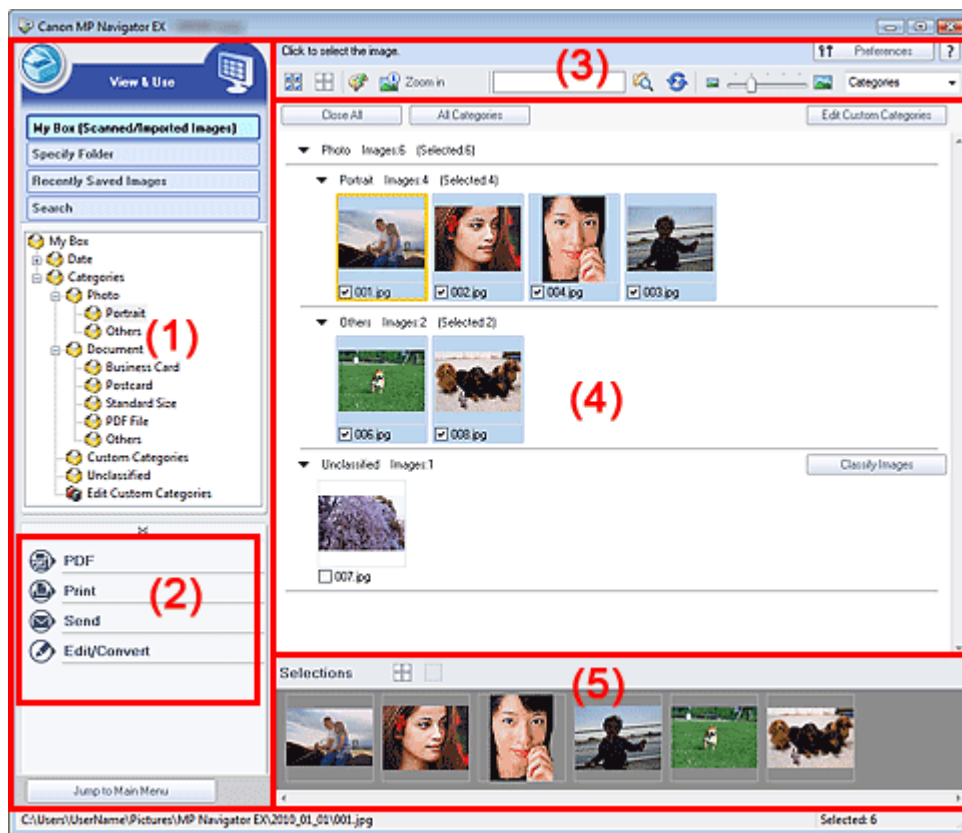 Canon MP Navigator EX
View & Use
My Box (Scanned/Imported Images)
Specify Folder
Recently Saved Images
Search
My Box
Date
Categories
Photo
Portrait
Others
Document
Business Card
Postcard
Standard Size
PDF File
Others
Custom Categories
Unclassified
Edit Custom Categories
(1)
PDF
Print
Send
Edit/Convert
(2)
Jump to Main Menu
Click to select the image.
Preferences
?
Zoom in
Categories
(3)
Close All
All Categories
Edit Custom Categories
Photo Images:6 (Selected:6)
Portrait Images:4 (Selected:4)
001.jpg
002.jpg
004.jpg
003.jpg
Others Images:2 (Selected:2)
006.jpg
008.jpg
(4)
Unclassified Images:1
Classify Images
007.jpg
Selections
(5)
C:\Users\UserName\Pictures\MP Navigator EX\2010_01_01\001.jpg
Selected: 6